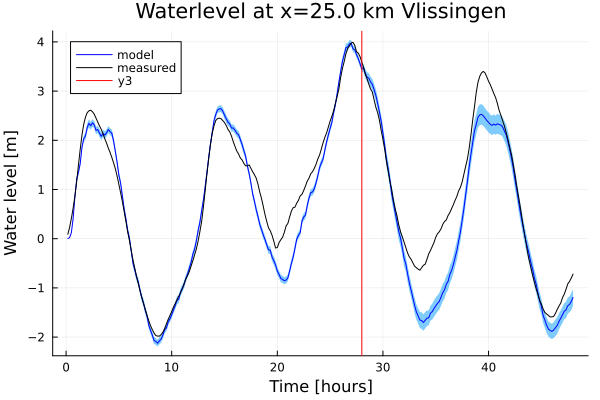 Waterlevel at x=25.0 km Vlissingen
model
measured
y3
Water level [m]
4
3
2
1
0
−1
−2
0
10
20
30
40
Time [hours]